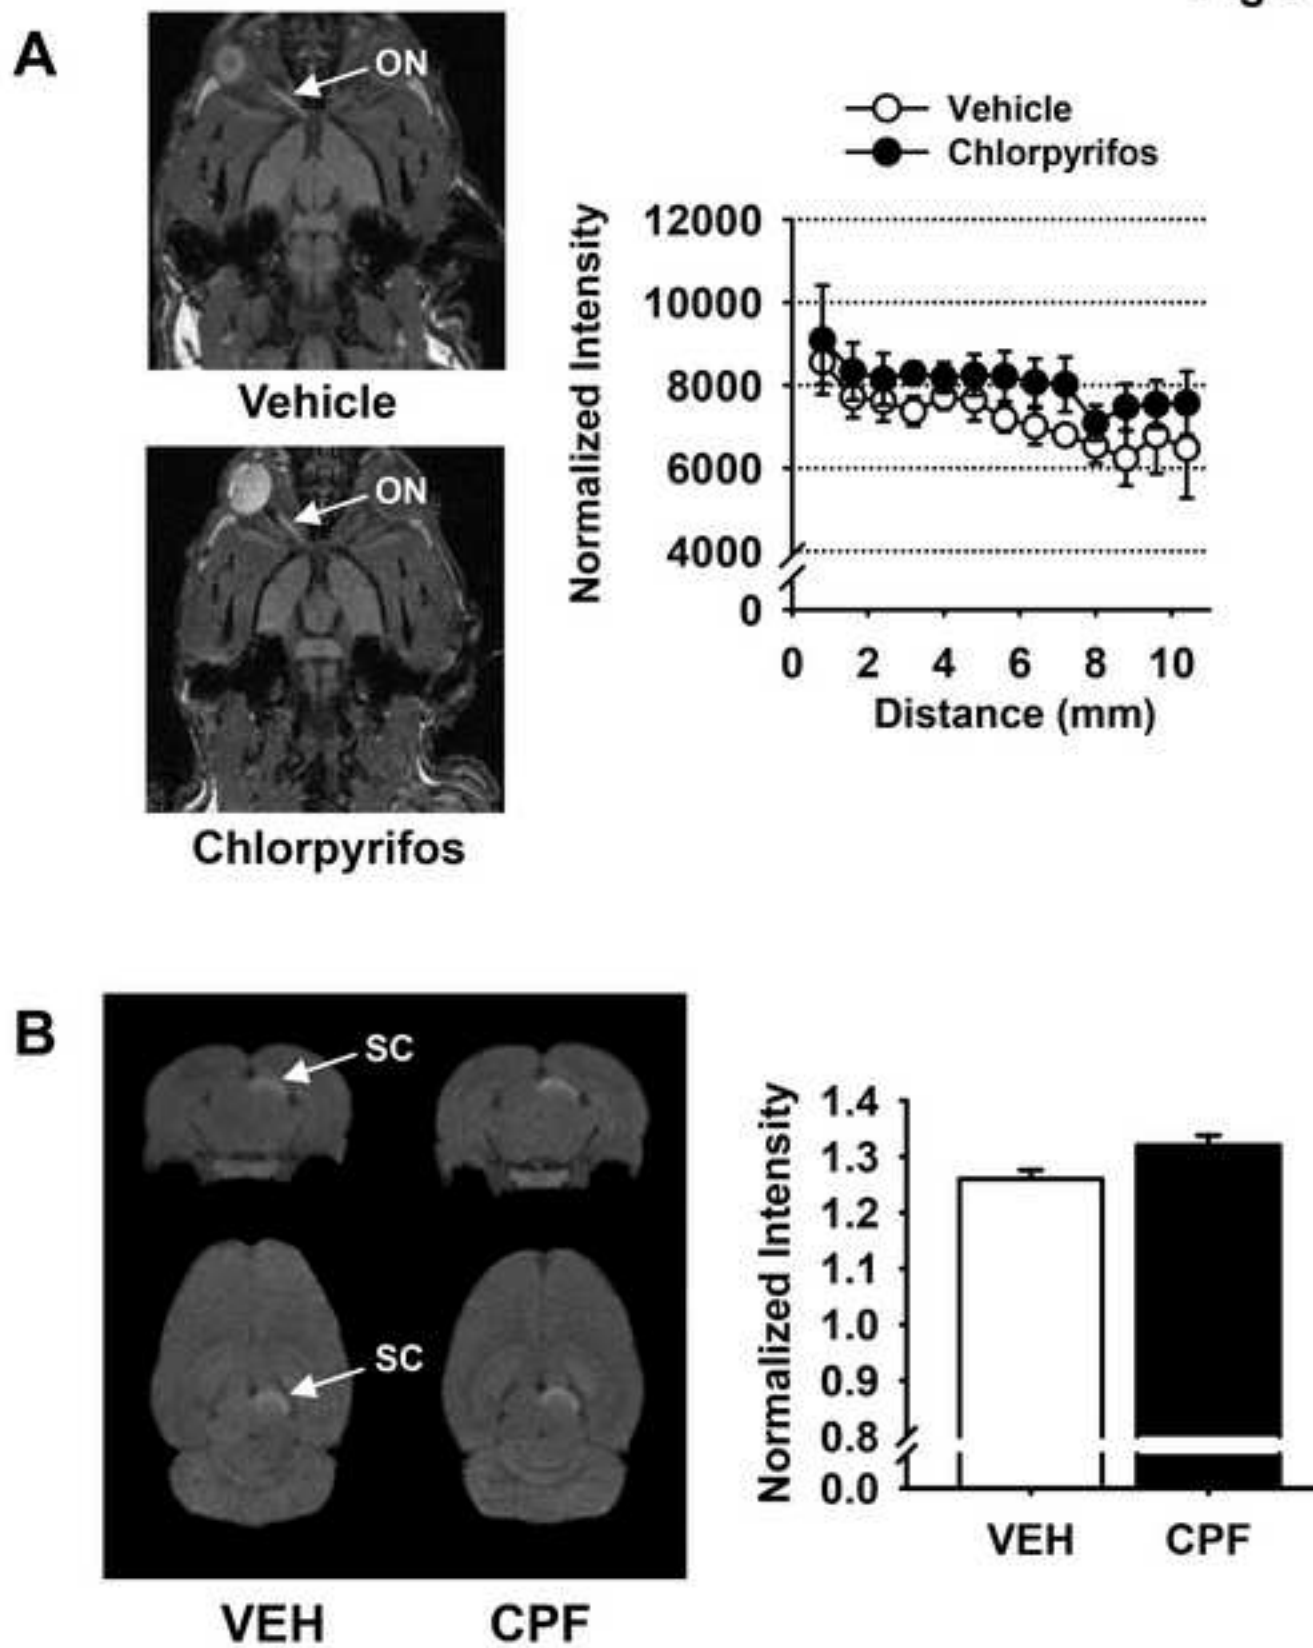 A
ON
Vehicle
ON
Chlorpyrifos
Vehicle
Chlorpyrifos
Normalized Intensity
12000
10000
8000
6000
4000
0
0 2 4 6 8 10
Distance (mm)
B
SC
SC
VEH CPF
Normalized Intensity
1.4
1.3
1.2
1.1
1.0
0.9
0.8
0.0
VEH CPF